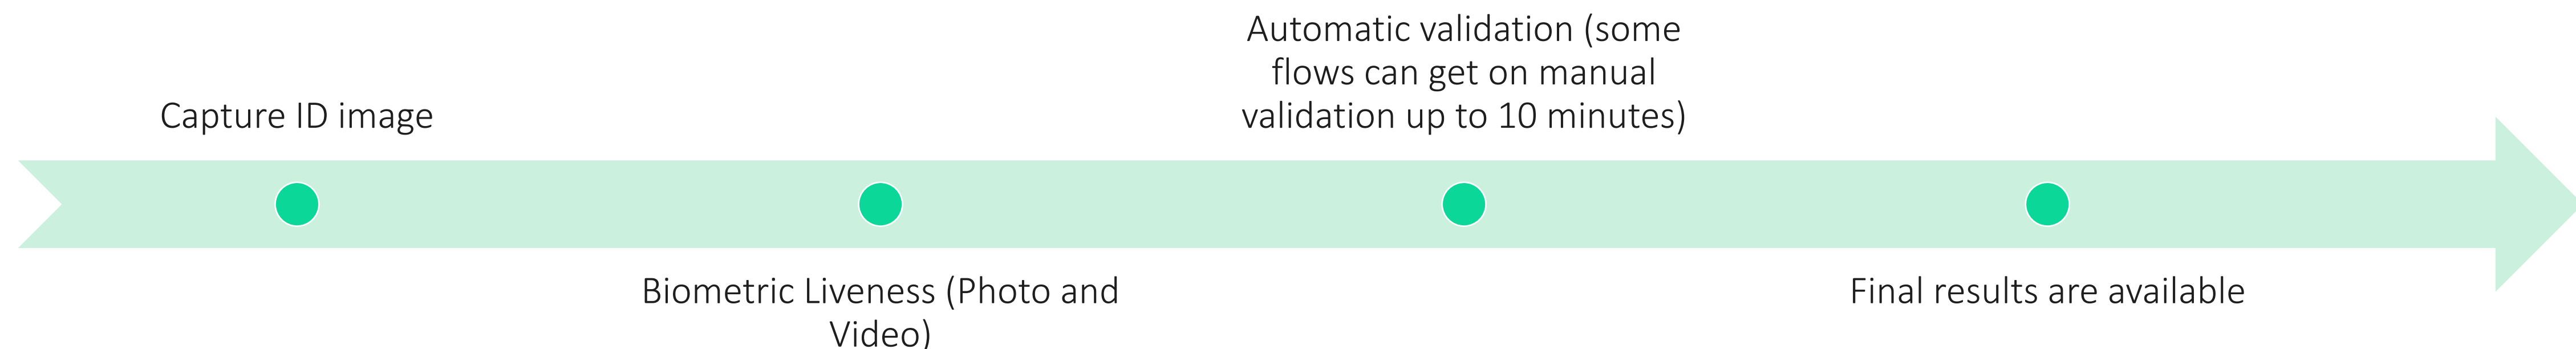 Capture ID image
Biometric Liveness (Photo and
Video)
Automatic validation (some
flows can get on manual
validation up to 10 minutes)
Final results are available